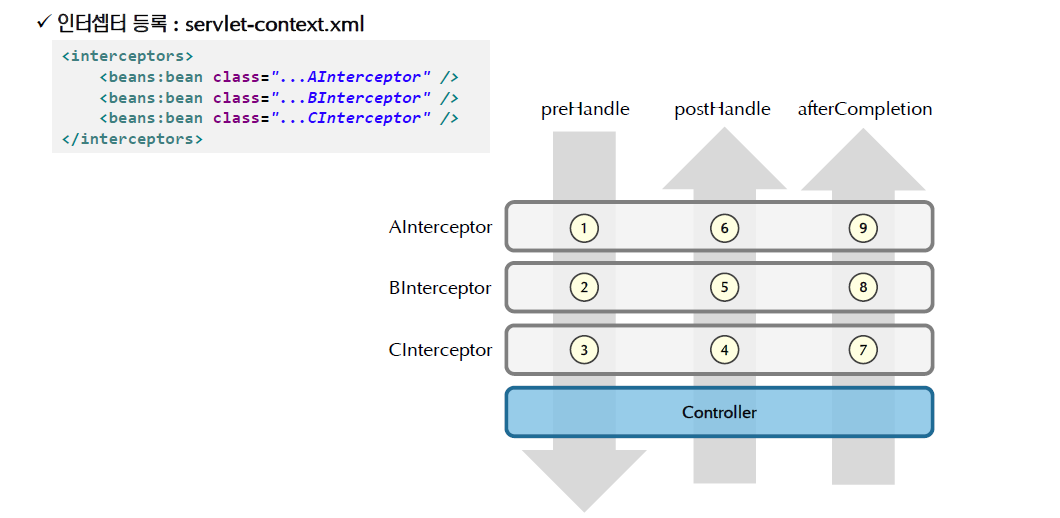 ✓ 인터셉터 등록 : servlet-context.xml
<interceptors>
<beans:bean class="...AInterceptor" />
<beans:bean class="...BInterceptor" />
<beans:bean class="...CInterceptor" />
</interceptors>
preHandle postHandle afterCompletion
AInterceptor 1 6 9
BInterceptor 2 5 8
CInterceptor 3 4 7
Controller